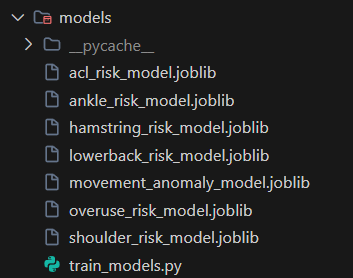 models
__pycache__
acl_risk_model.joblib
ankle_risk_model.joblib
hamstring_risk_model.joblib
lowerback_risk_model.joblib
movement_anomaly_model.joblib
overuse_risk_model.joblib
shoulder_risk_model.joblib
train_models.py